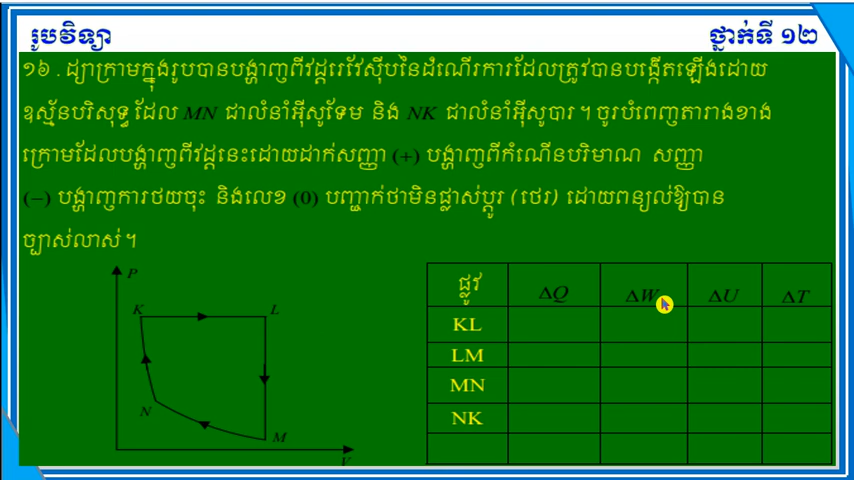 រូបវិទ្យា
ថ្នាក់ទី ១២
១៦ . ដ្យាក្រាមក្នុងរូបបានបង្ហាញពីវដ្តរេវែស៊ីបនៃដំណើរការដែលត្រូវបានបង្កើតឡើងដោយ
ឧស្ម័នបរិសុទ្ធ ដែល MN ជាលំនាំអ៊ីសូទែម និង NK ជាលំនាំអ៊ីសូបារ ។ ចូរបំពេញតារាងខាង
ក្រោមដែលបង្ហាញពីវដ្តនេះដោយដាក់សញ្ញា (+) បង្ហាញពីកំណើនបរិមាណ សញ្ញា
(−) បង្ហាញការថយចុះ និងលេខ (0) បញ្ជាក់ថាមិនផ្លាស់ប្តូរ (ថេរ) ដោយពន្យល់ឱ្យបាន
ច្បាស់លាស់ ។
P
K L
N
M
V
ផ្លូវ ΔQ ΔW ΔU ΔT
KL
LM
MN
NK